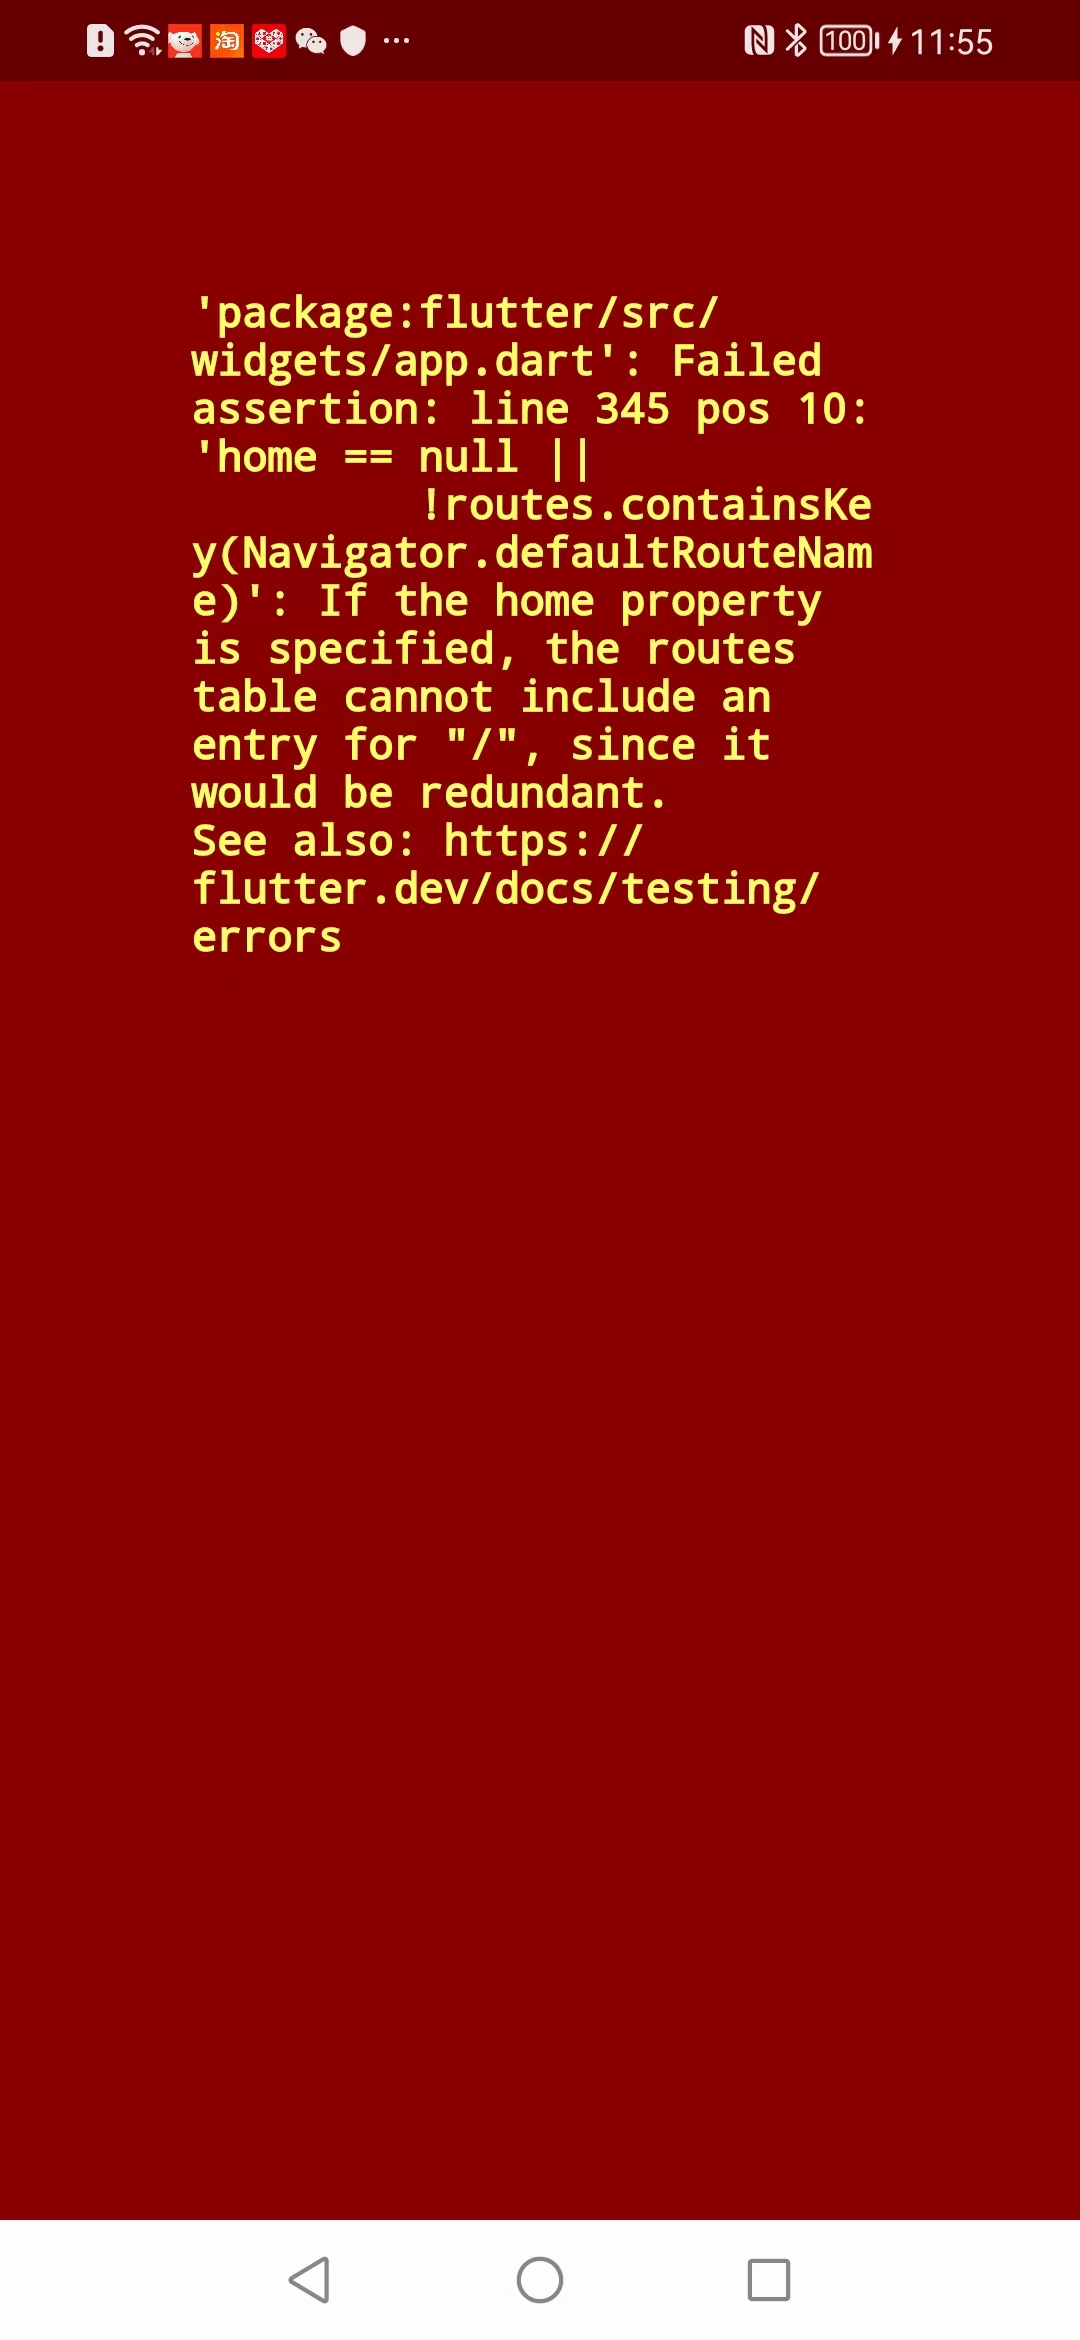 淘 100 11:55
'package:flutter/src/
widgets/app.dart': Failed
assertion: line 345 pos 10:
'home == null ||
!routes.containsKe
y(Navigator.defaultRouteNam
e)': If the home property
is specified, the routes
table cannot include an
entry for "/", since it
would be redundant.
See also: https://
flutter.dev/docs/testing/
errors